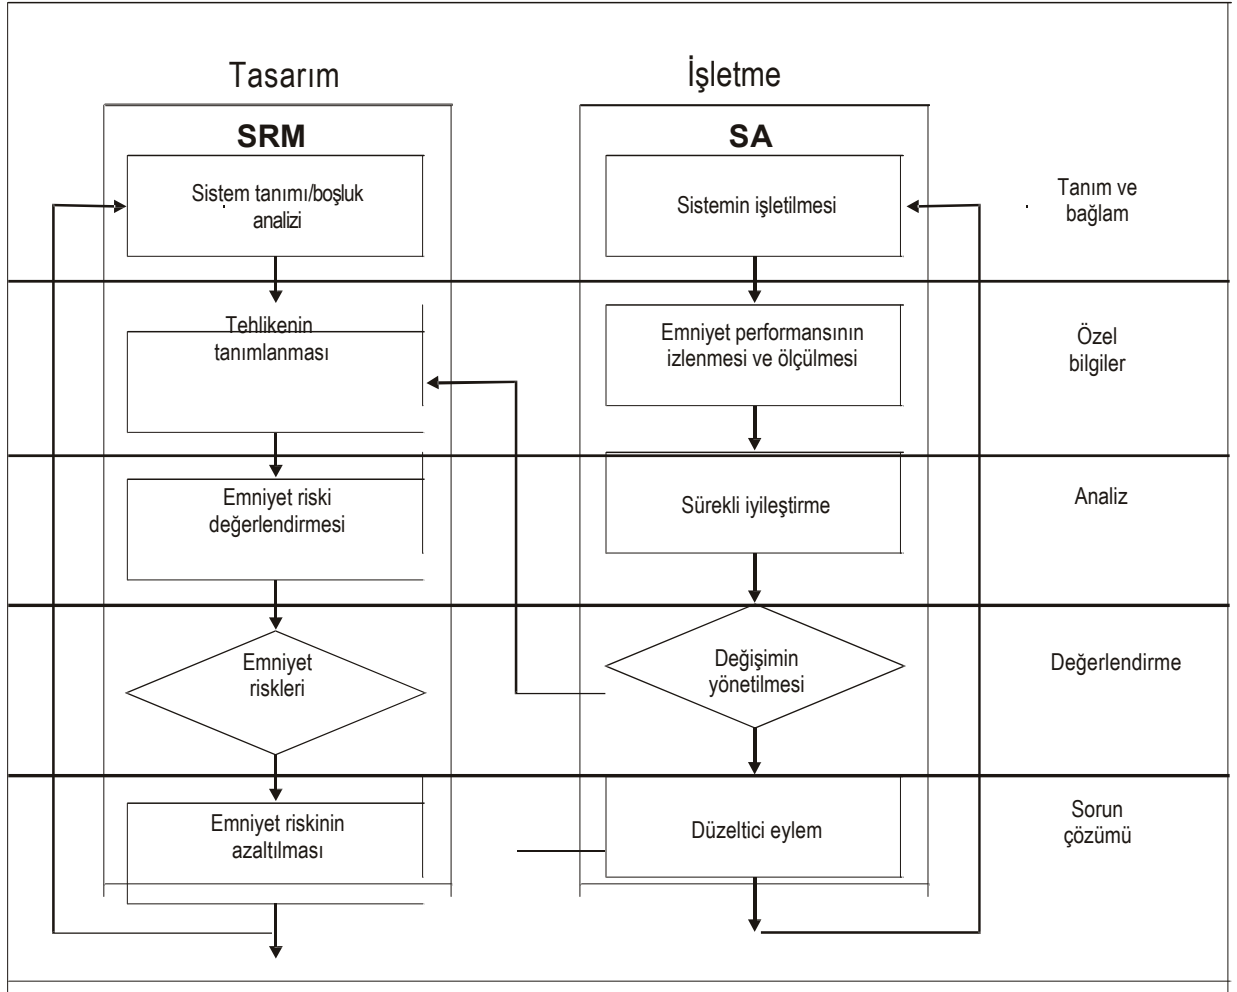 Tasarım
İşletme
SRM
SA
Sistem tanımı/boşluk
analizi
Sistemin işletilmesi
Tanım ve
bağlam
Tehlikenin
tanımlanması
Emniyet performansının
izlenmesi ve ölçülmesi
Özel
bilgiler
Emniyet riski
değerlendirmesi
Sürekli iyileştirme
Analiz
Emniyet
riskleri
Değişimin
yönetilmesi
Değerlendirme
Emniyet riskinin
azaltılması
Düzeltici eylem
Sorun
çözümü